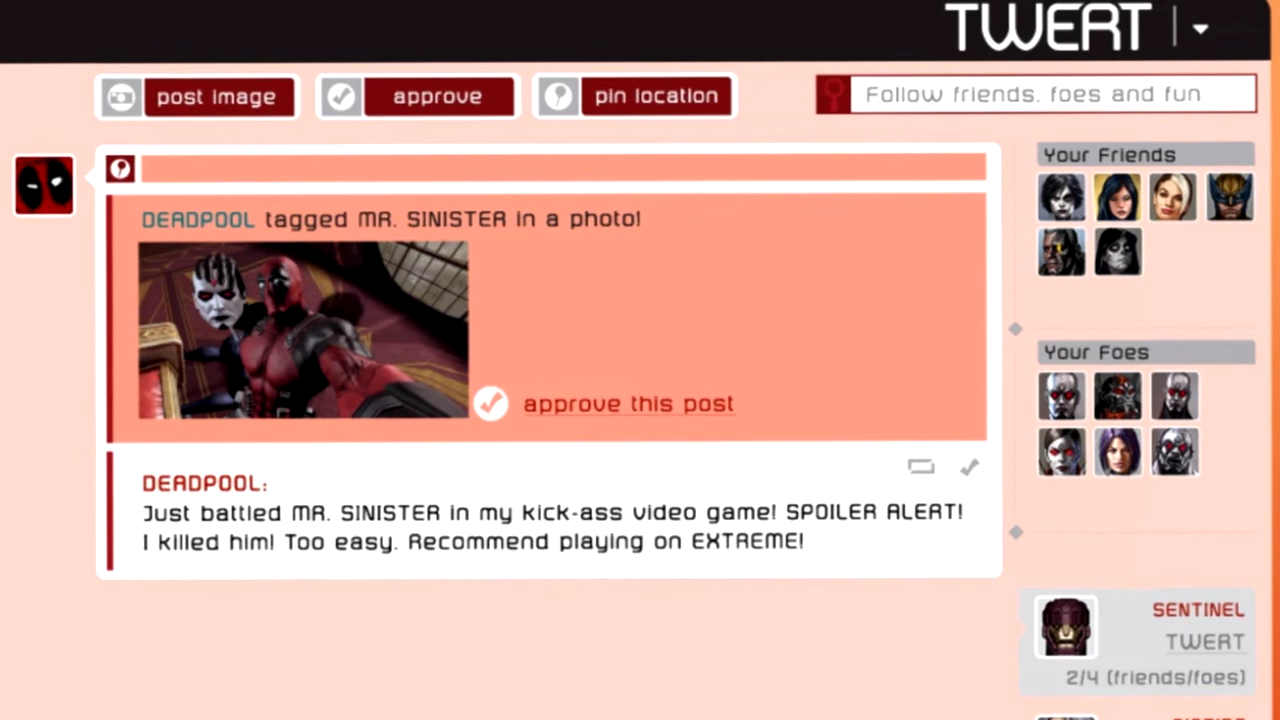 TWERT
post image
approve
pin location
Follow friends, foes and fun
Your Friends
DEADPOOL tagged MR. SINISTER in a photo!
approve this post
Your Foes
DEADPOOL:
Just battled MR. SINISTER in my kick-ass video game! SPOILER ALERT!
I killed him! Too easy. Recommend playing on EXTREME!
SENTINEL
TWERT
2/4 (friends/foes)